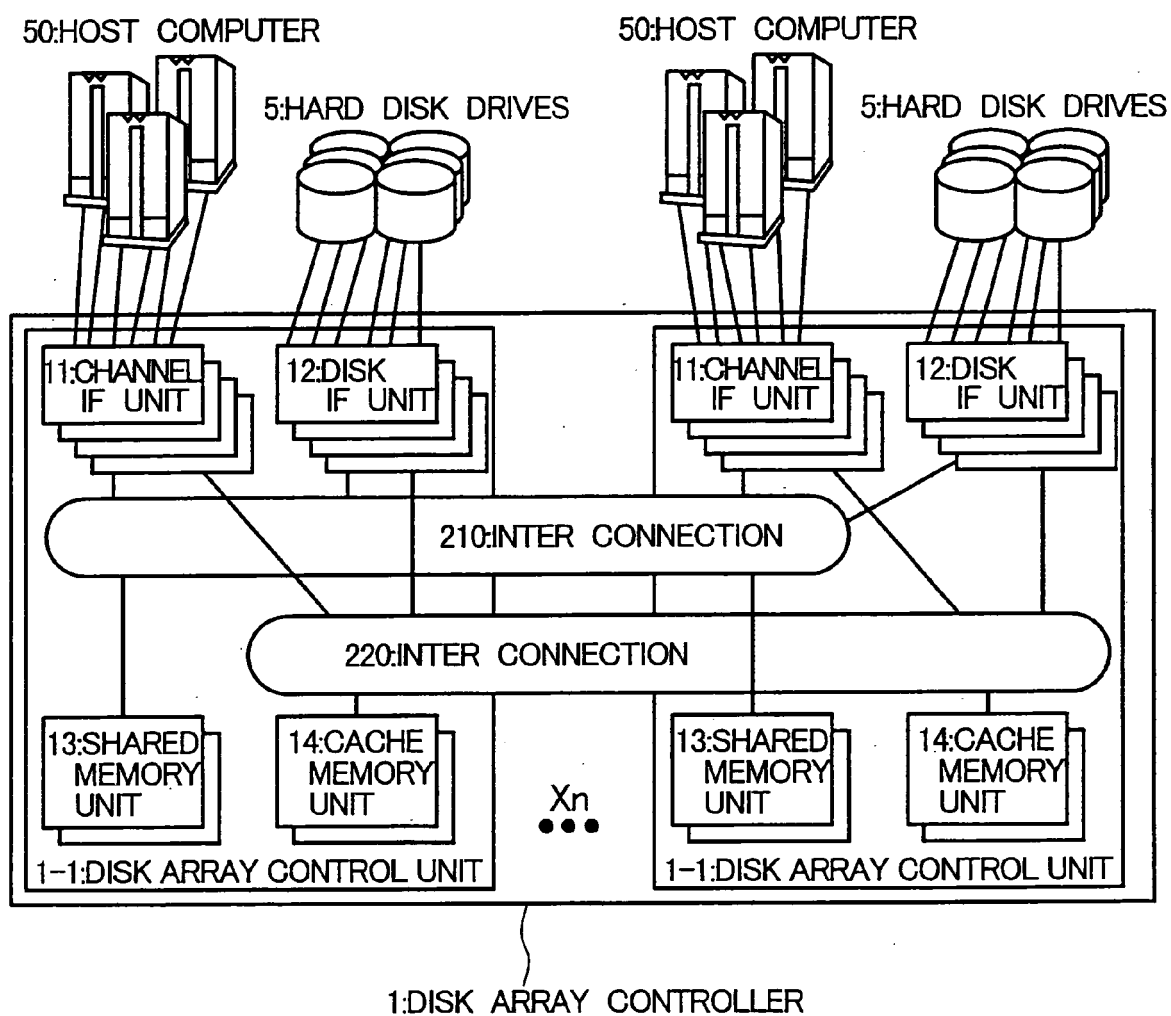 50:HOST COMPUTER
5:HARD DISK DRIVES
50:HOST COMPUTER
5:HARD DISK DRIVES
11:CHANNEL
IF UNIT
12:DISK
IF UNIT
11:CHANNEL
IF UNIT
12:DISK
IF UNIT
210:INTER CONNECTION
220:INTER CONNECTION
13:SHARED
MEMORY
UNIT
14:CACHE
MEMORY
UNIT
Xn
13:SHARED
MEMORY
UNIT
14:CACHE
MEMORY
UNIT
1-1:DISK ARRAY CONTROL UNIT
1-1:DISK ARRAY CONTROL UNIT
1:DISK ARRAY CONTROLLER